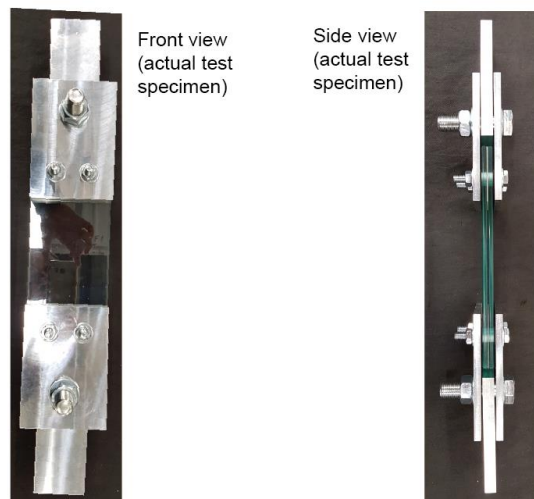 Front view
(actual test
specimen)
Side view
(actual test
specimen)